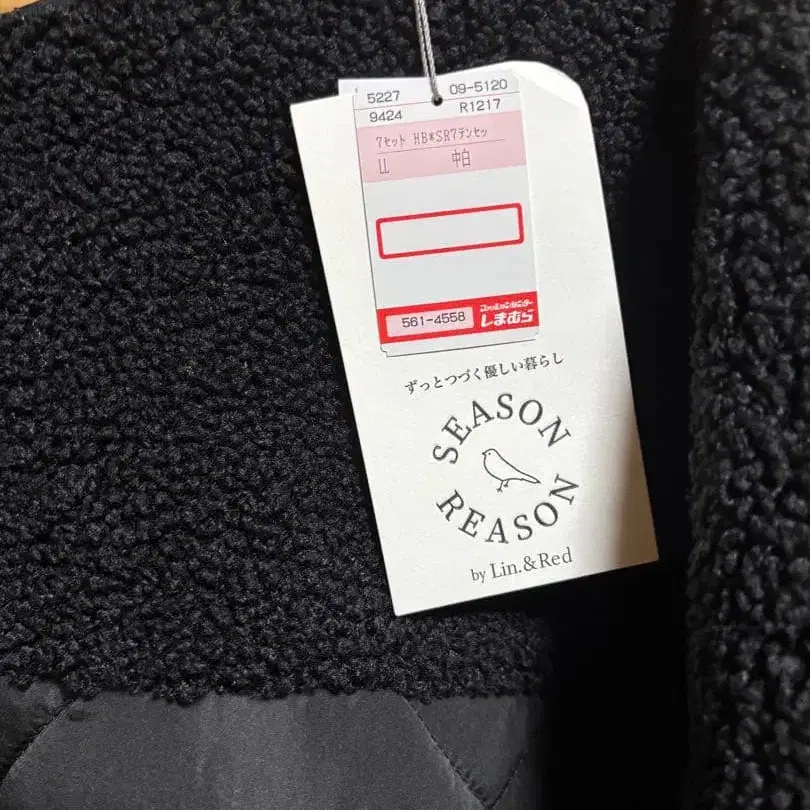 5227 09-5120
9424 R1217
7セット HB*SR7テンセッ
LL 中白
561-4558 ファッションセンター
しまむら
ずっとつづく優しい暮らし
SEASON
REASON
by Lin.&Red